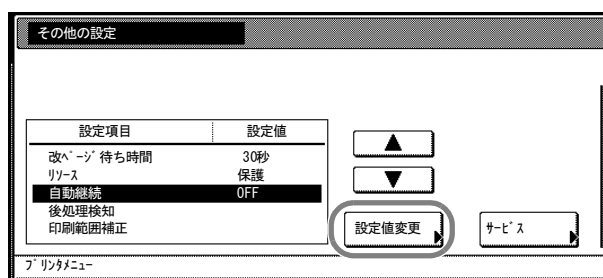 その他の設定
設定項目 設定値
改ﾍﾟｰｼﾞ待ち時間 30秒
ﾘｿｰｽ 保護
自動継続 OFF
後処理検知
印刷範囲補正
▲
▼
設定値変更
ｻｰﾋﾞｽ
ﾌﾟﾘﾝﾀﾒﾆｭｰ